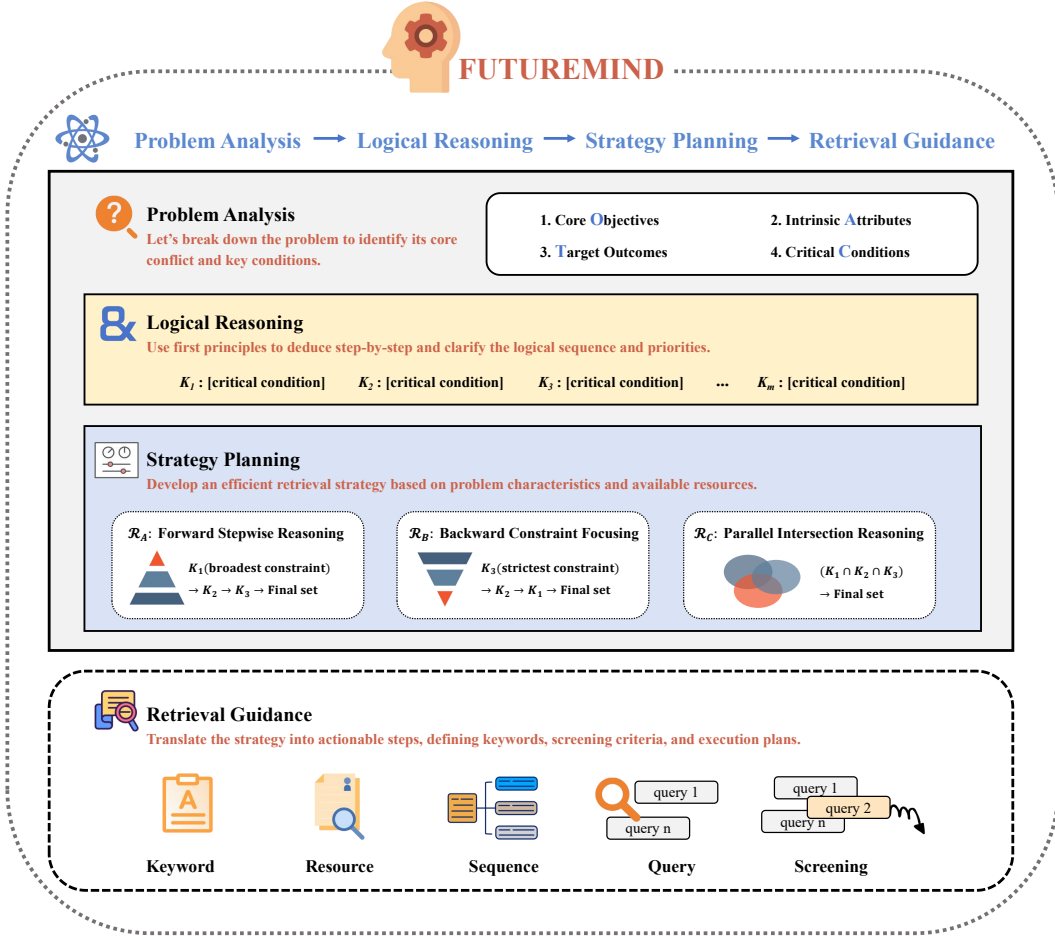 FUTUREMIND
Problem Analysis → Logical Reasoning → Strategy Planning → Retrieval Guidance
?
Problem Analysis
Let's break down the problem to identify its core
conflict and key conditions.
1. Core Objectives 2. Intrinsic Attributes
3. Target Outcomes 4. Critical Conditions
&
Logical Reasoning
Use first principles to deduce step-by-step and clarify the logical sequence and priorities.
K₁ : [critical condition] K₂ : [critical condition] K₃ : [critical condition] ... Kₘ : [critical condition]
Strategy Planning
Develop an efficient retrieval strategy based on problem characteristics and available resources.
ℛ_A: Forward Stepwise Reasoning
K₁(broadest constraint)
→ K₂ → K₃ → Final set
ℛ_B: Backward Constraint Focusing
K₃(strictest constraint)
→ K₂ → K₁ → Final set
ℛ_C: Parallel Intersection Reasoning
(K₁ ∩ K₂ ∩ K₃)
→ Final set
Retrieval Guidance
Translate the strategy into actionable steps, defining keywords, screening criteria, and execution plans.
A
Keyword
Resource
Sequence
query 1
query n
Query
query 1
query 2
query n
Screening